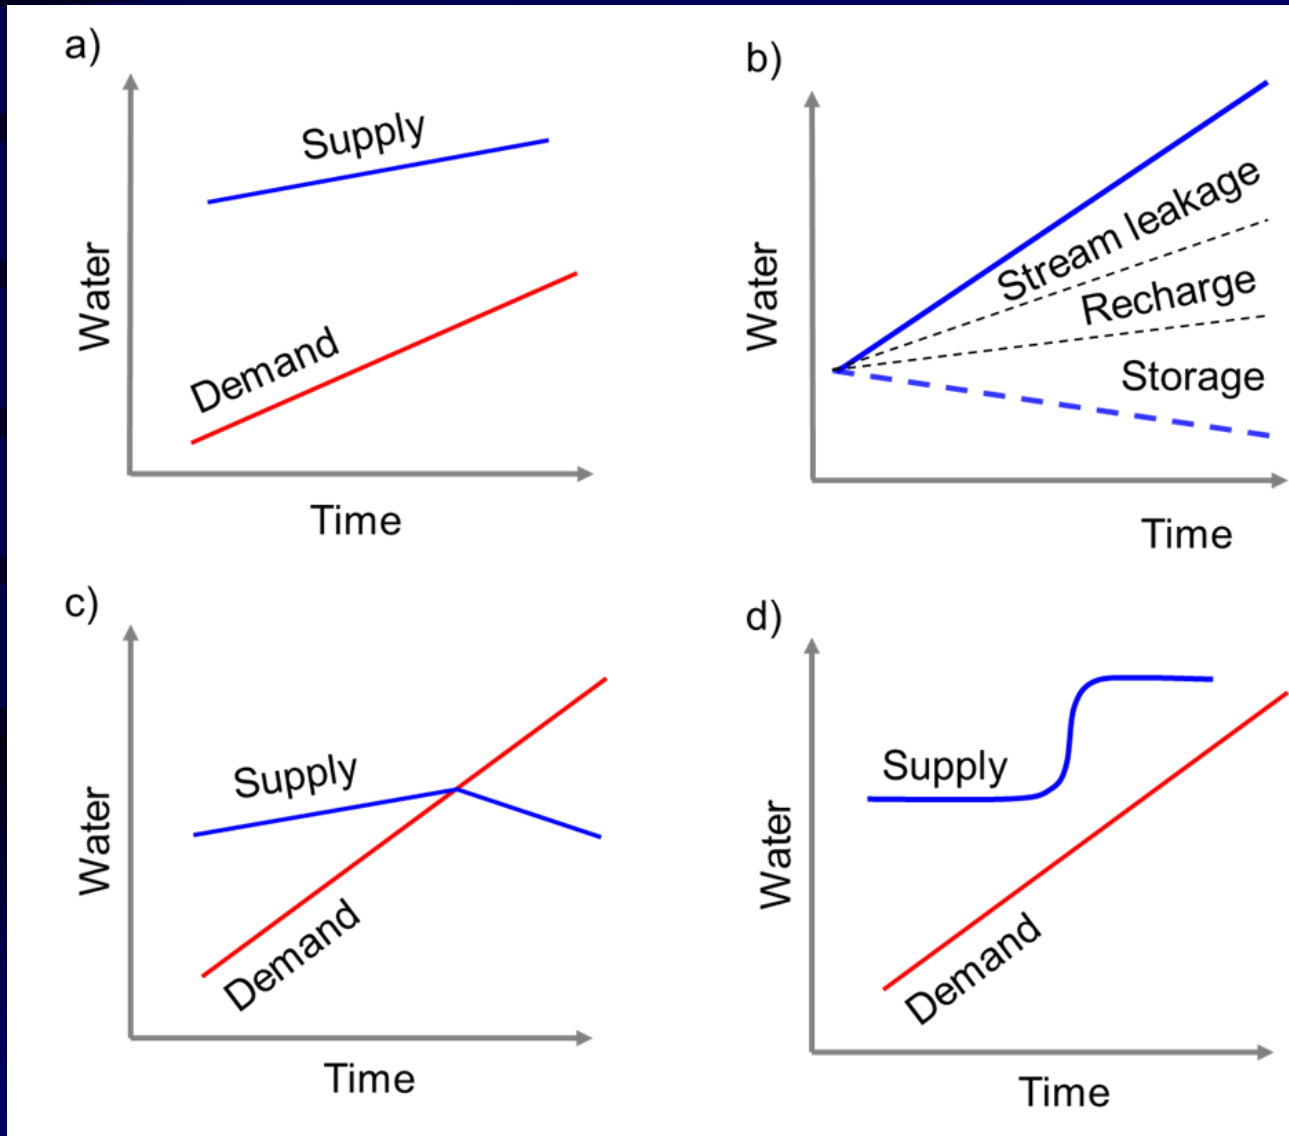 a)
Supply
Demand
Water
Time
b)
Stream leakage
Recharge
Storage
Water
Time
c)
Supply
Demand
Water
Time
d)
Supply
Demand
Water
Time